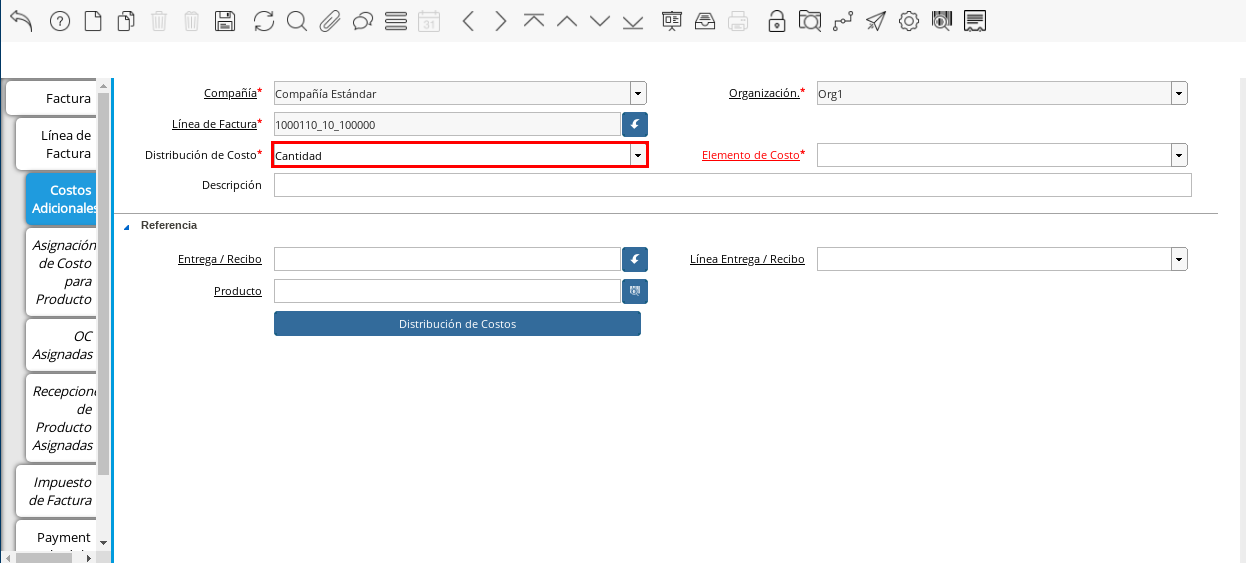 31
Factura
Línea de
Factura
Costos
Adicionales
Asignación
de Costo
para
Producto
OC
Asignadas
Recepcione
de
Producto
Asignadas
Impuesto
de Factura
Payment
Compañía* Compañía Estándar Organización.* Org1
Línea de Factura* 1000110_10_100000
Distribución de Costo* Cantidad Elemento de Costo*
Descripción
Referencia
Entrega / Recibo Línea Entrega / Recibo
Producto
Distribución de Costos